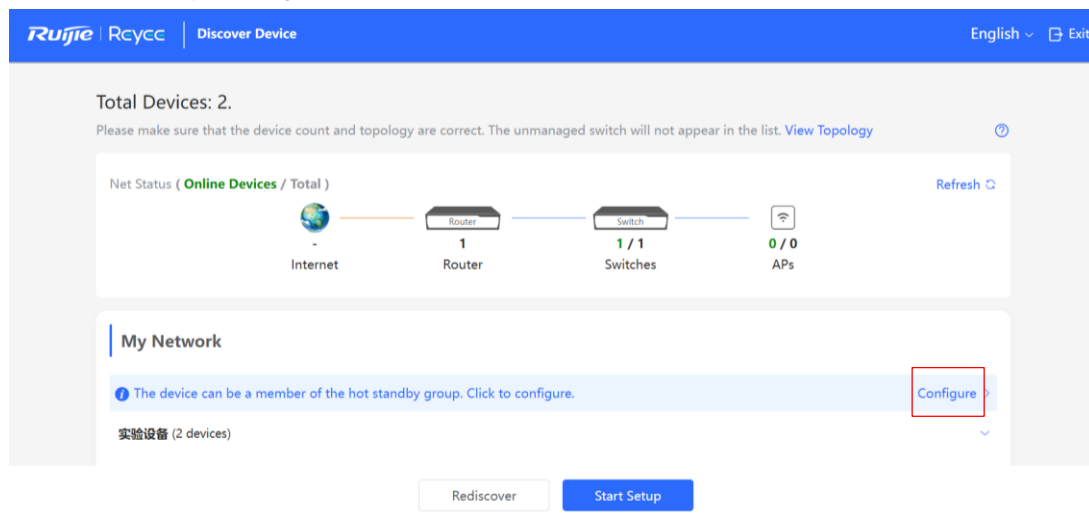 Ruijie | Rcycc | Discover Device English Exit
Total Devices: 2.
Please make sure that the device count and topology are correct. The unmanaged switch will not appear in the list. View Topology
Net Status ( Online Devices / Total ) Refresh
Router Switch
- 1 1 / 1 0 / 0
Internet Router Switches APs
My Network
The device can be a member of the hot standby group. Click to configure. Configure
实验设备 (2 devices)
Rediscover Start Setup